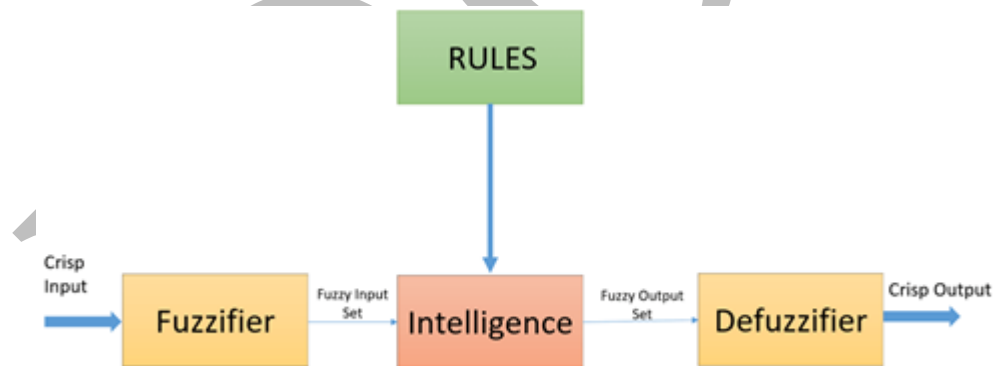 RULES
Crisp
Input
Fuzzifier
Fuzzy Input
Set
Intelligence
Fuzzy Output
Set
Defuzzifier
Crisp Output